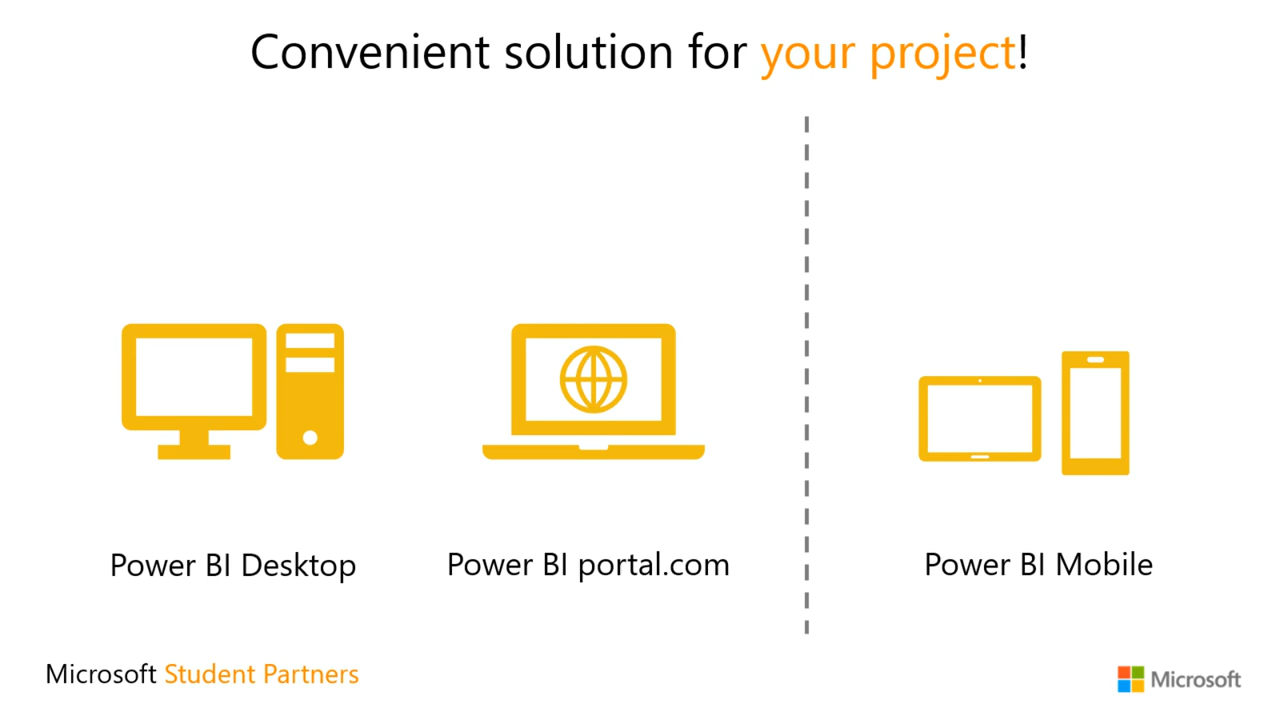 Convenient solution for your project!
Power BI Desktop
Power BI portal.com
Power BI Mobile
Microsoft Student Partners
Microsoft